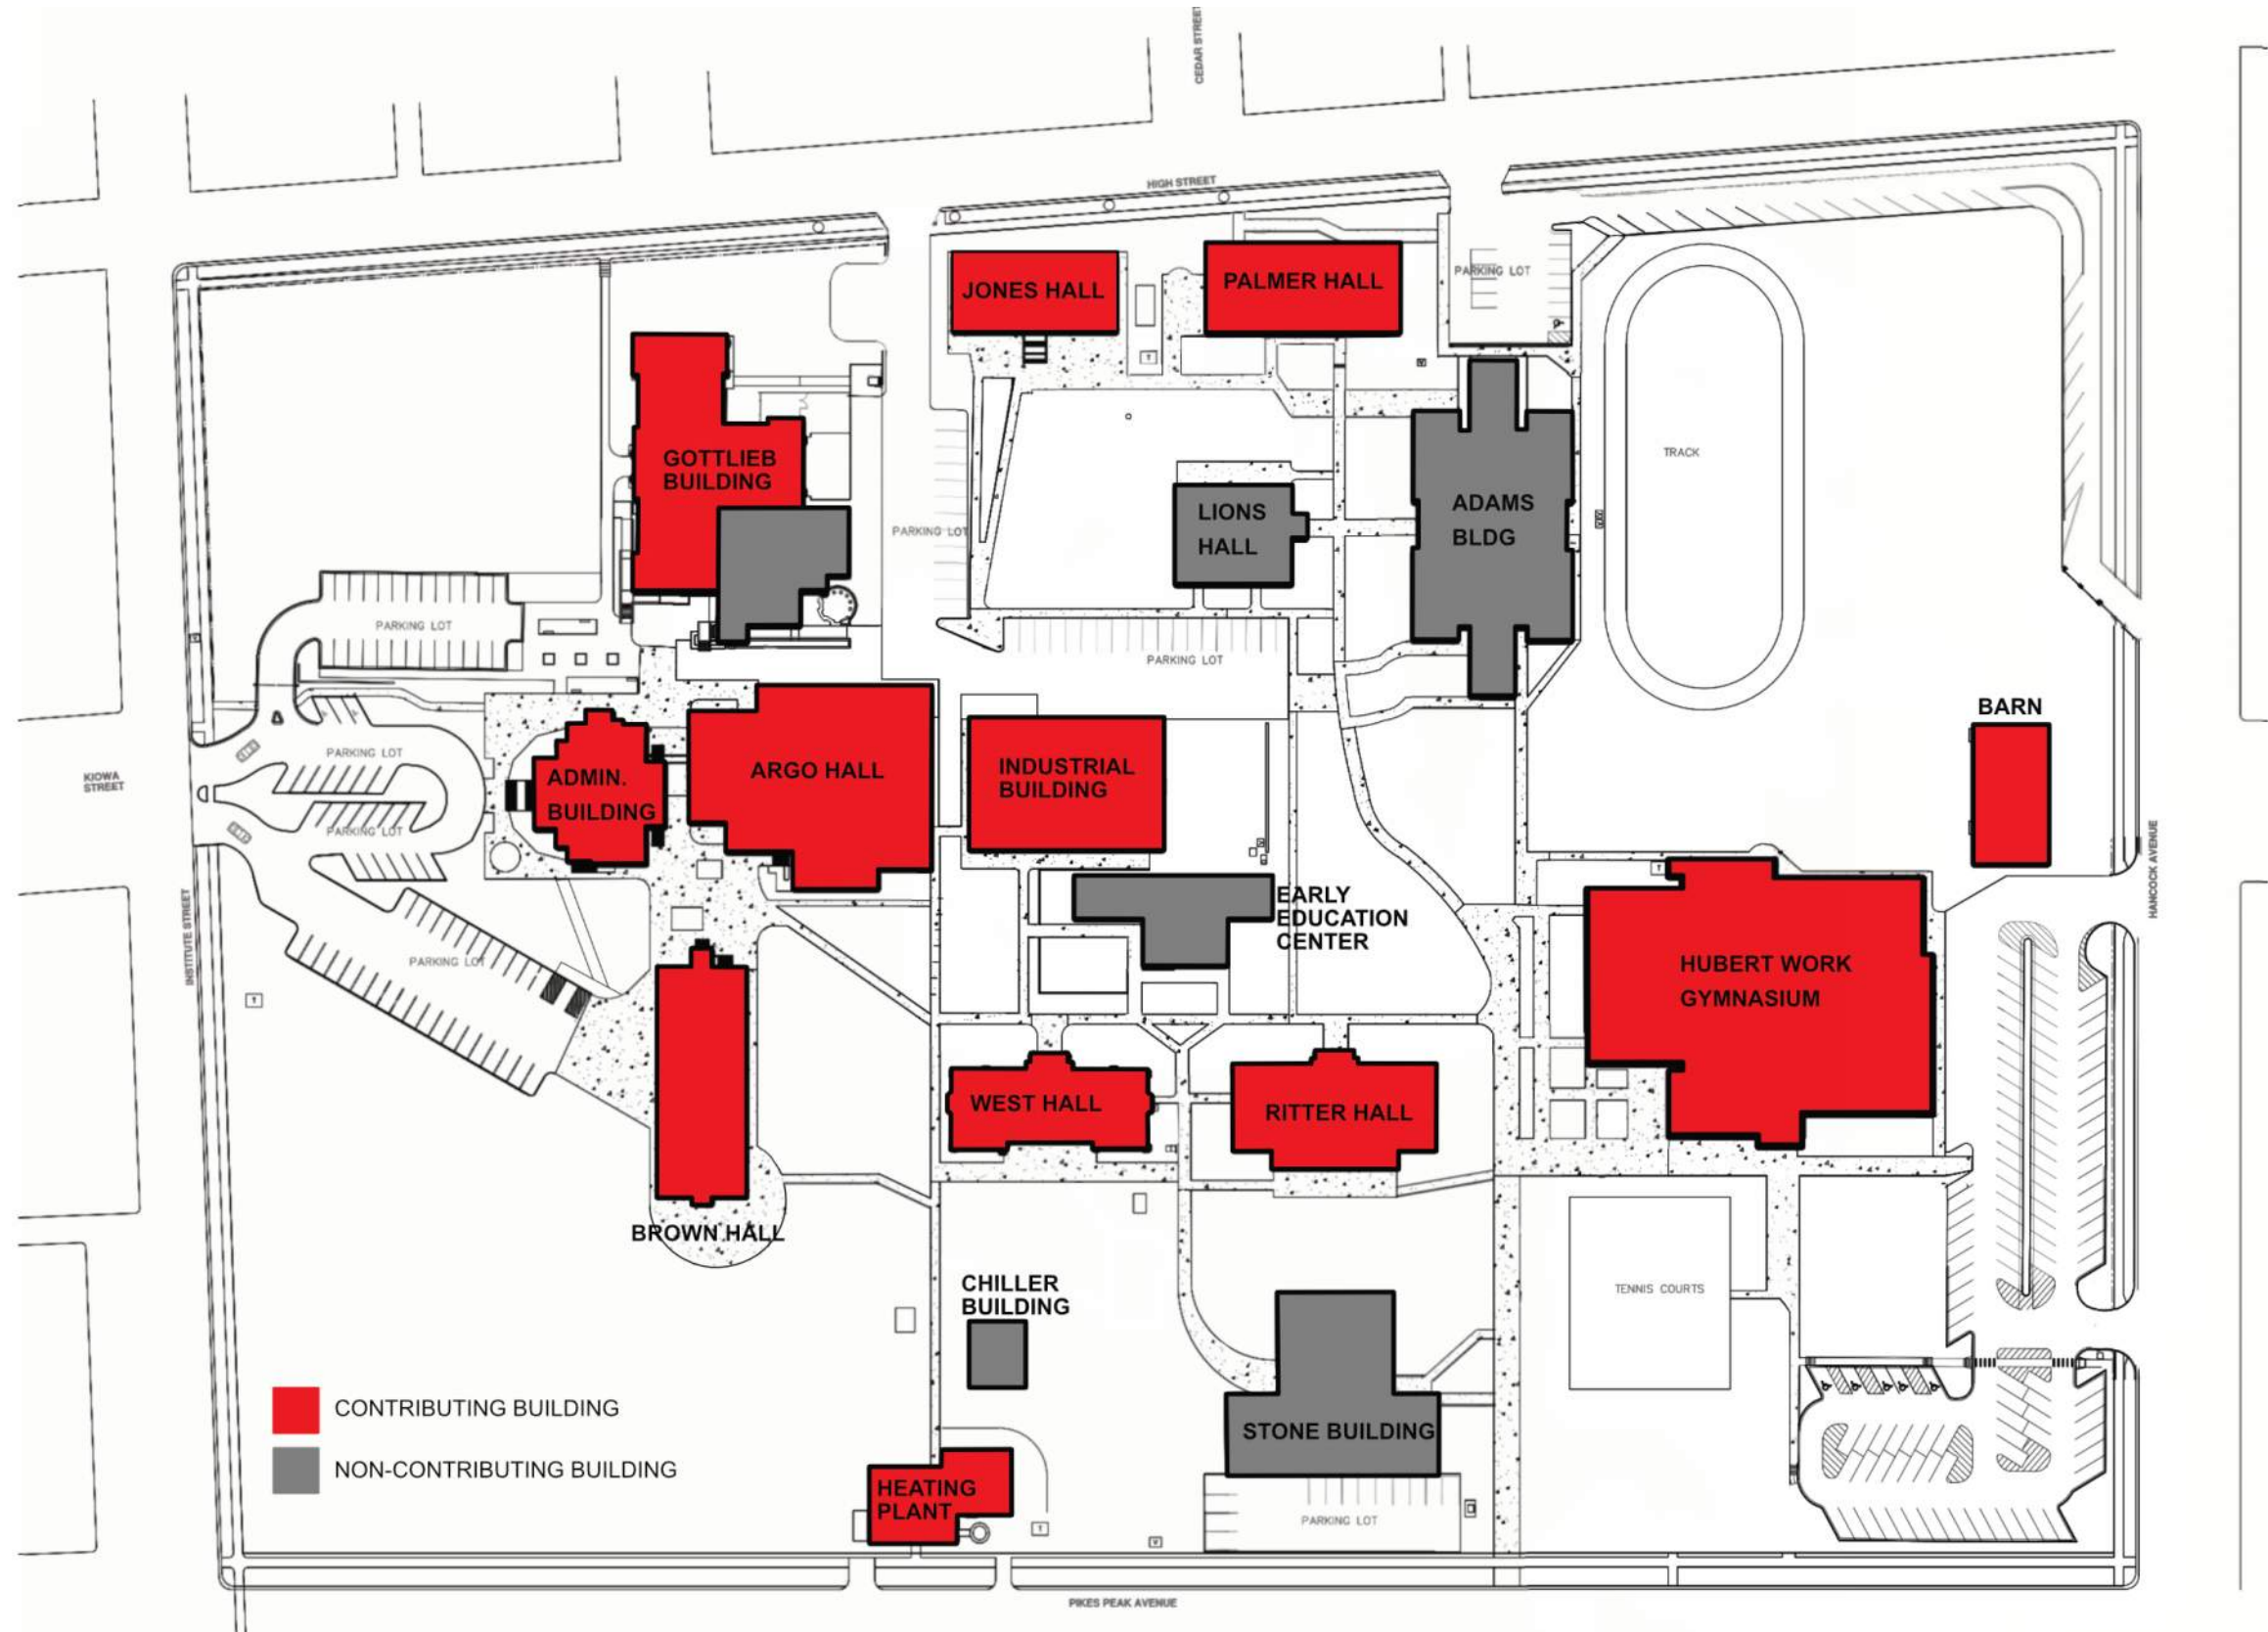 CEDAR STREET
HIGH STREET
JONES HALL
PALMER HALL
PARKING LOT
GOTTLIEB
BUILDING
TRACK
LIONS
HALL
ADAMS
BLDG
PARKING LOT
PARKING LOT
PARKING LOT
BARN
KIOWA
STREET
PARKING LOT
ADMIN.
BUILDING
ARGO HALL
INDUSTRIAL
BUILDING
PARKING LOT
HANCOCK AVENUE
EARLY
EDUCATION
CENTER
INSTITUTE STREET
PARKING LOT
HUBERT WORK
GYMNASIUM
WEST HALL
RITTER HALL
BROWN HALL
CHILLER
BUILDING
TENNIS COURTS
CONTRIBUTING BUILDING
NON-CONTRIBUTING BUILDING
STONE BUILDING
HEATING
PLANT
PARKING LOT
PIKES PEAK AVENUE